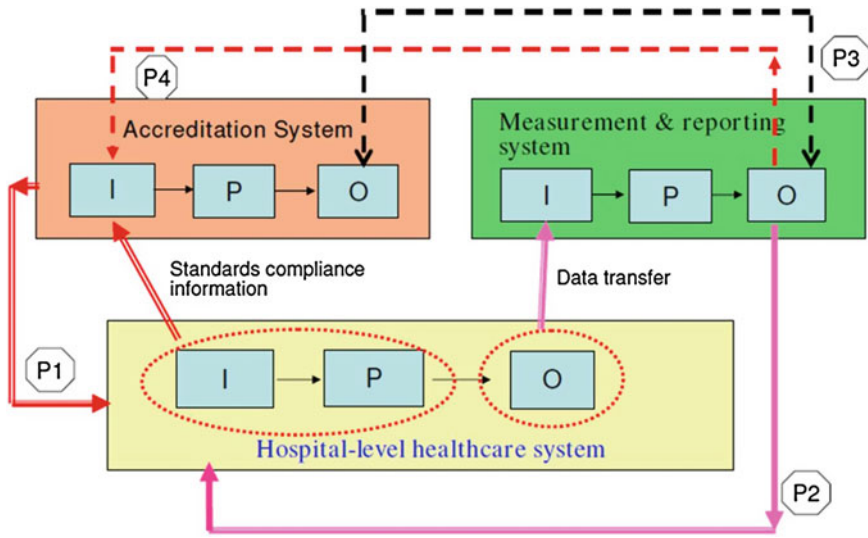 P3
P4
Accreditation System
I
P
O
Measurement & reporting
system
I
P
O
Standards compliance
information
Data transfer
P1
I
P
O
Hospital-level healthcare system
P2